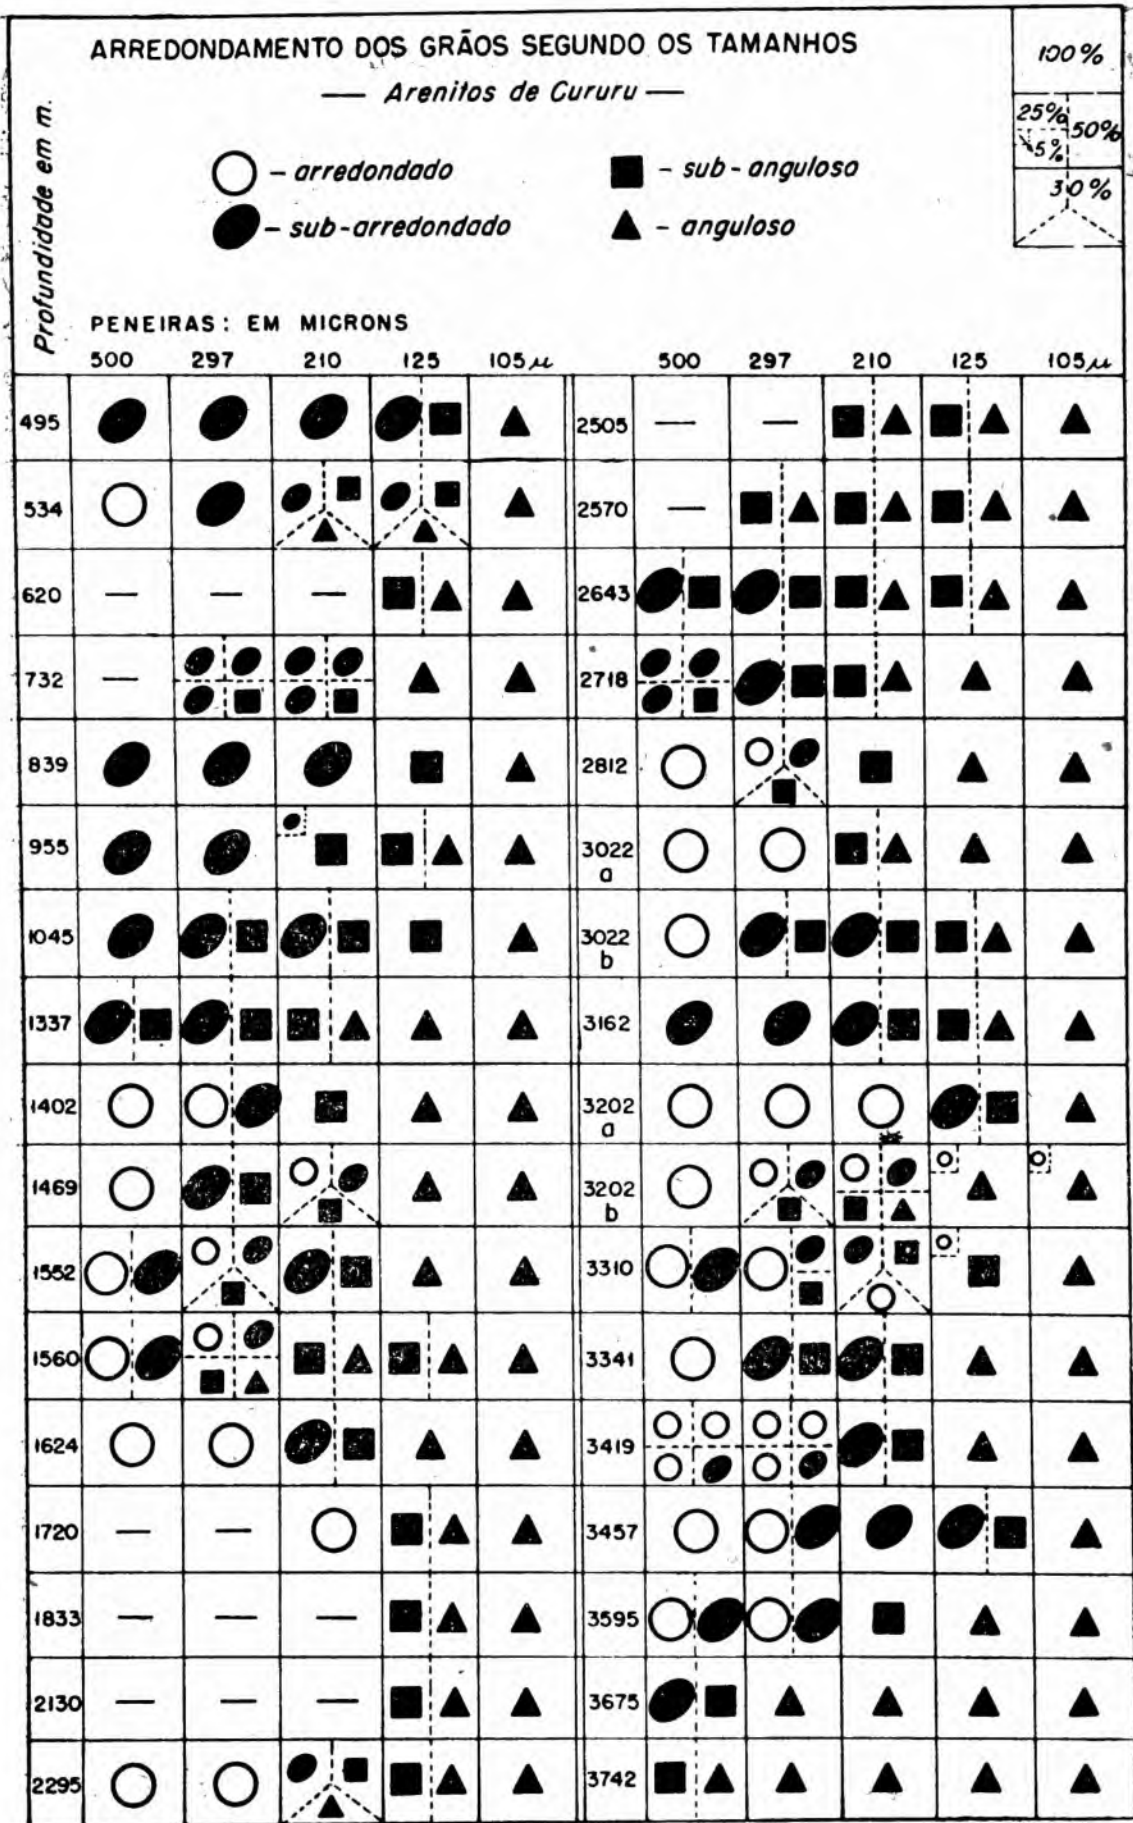 ARREDONDAMENTO DOS GRÃOS SEGUNDO OS TAMANHOS
— Arenitos de Cururu —
100%
25% 50%
5%
30%
Profundidade em m.
– arredondado
– sub-anguloso
– sub-arredondado
– anguloso
PENEIRAS: EM MICRONS
500 297 210 125 105µ 500 297 210 125 105µ
495 2505
534 2570
620 2643
732 2718
839 2812
955 3022 a
1045 3022 b
1337 3162
1402 3202 a
1469 3202 b
1552 3310
1560 3341
1624 3419
1720 3457
1833 3595
2130 3675
2295 3742